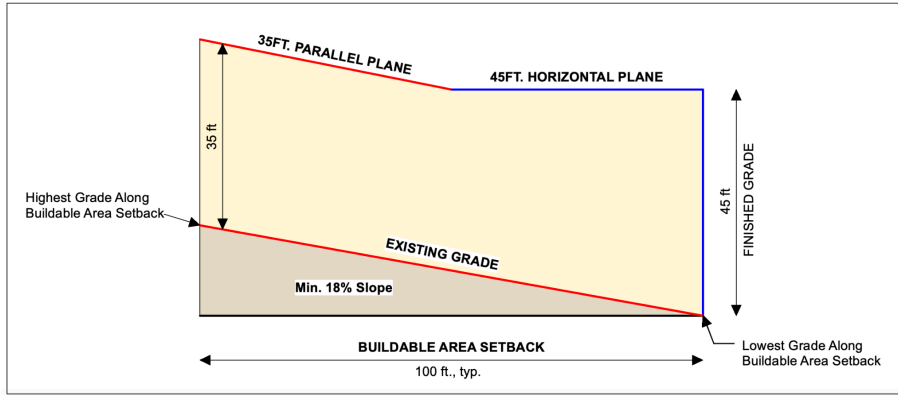 35FT. PARALLEL PLANE
45FT. HORIZONTAL PLANE
35 ft
Highest Grade Along
Buildable Area Setback
EXISTING GRADE
Min. 18% Slope
45 ft
FINISHED GRADE
BUILDABLE AREA SETBACK
100 ft., typ.
Lowest Grade Along
Buildable Area Setback